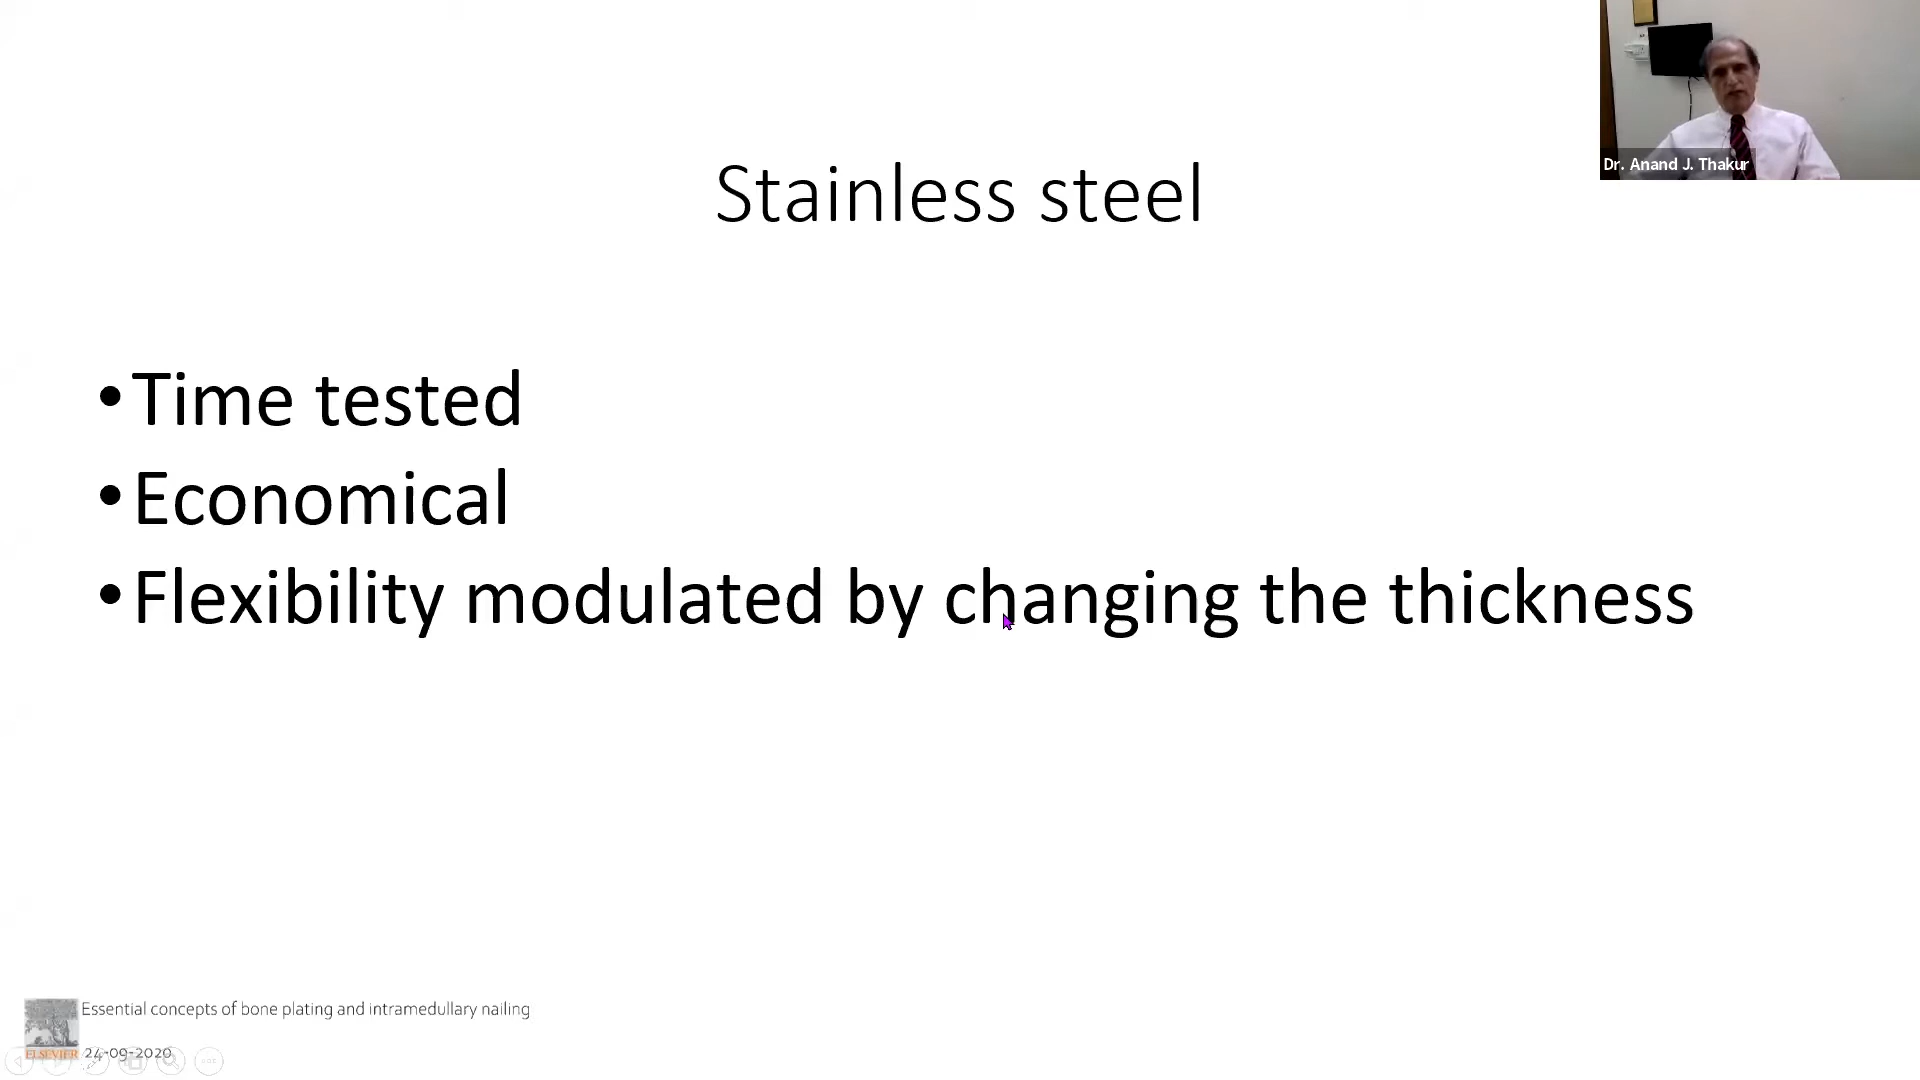 Dr. Anand J. Thakur
Stainless steel
• Time tested
• Economical
• Flexibility modulated by changing the thickness
Essential concepts of bone plating and intramedullary nailing
ELSEVIER 24-09-2020